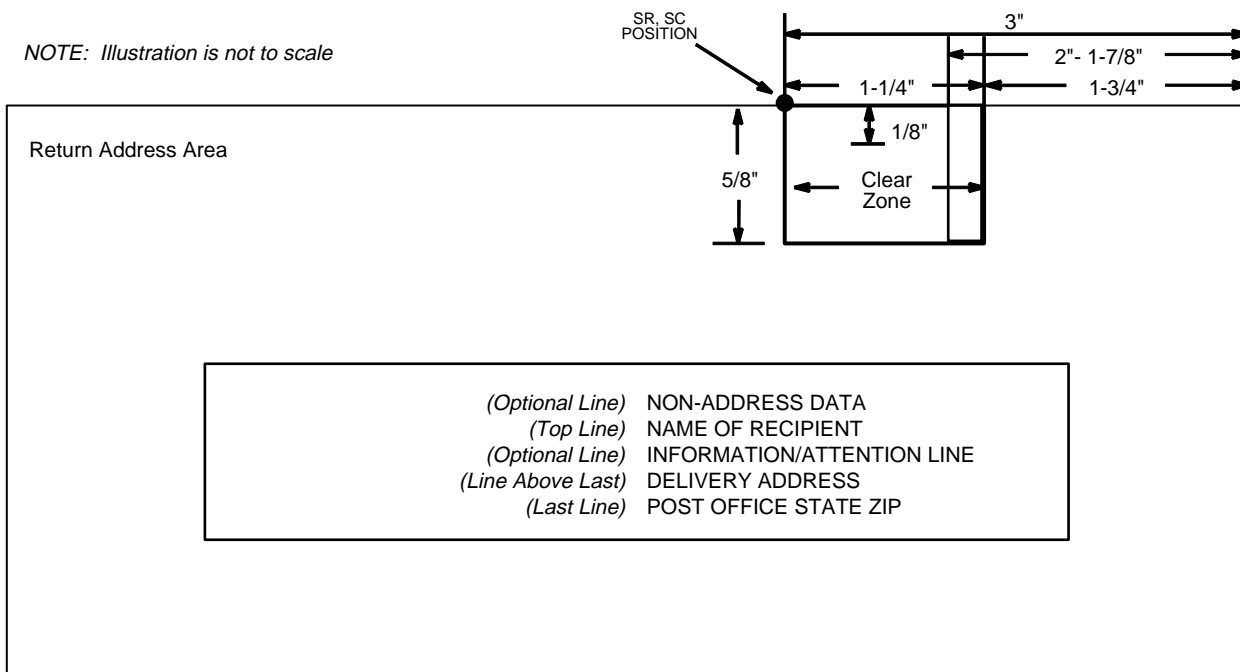 SR, SC
POSITION
3"
NOTE: Illustration is not to scale
2"- 1-7/8"
1-1/4"
1-3/4"
1/8"
Return Address Area
5/8"
Clear
Zone
(Optional Line) NON-ADDRESS DATA
(Top Line) NAME OF RECIPIENT
(Optional Line) INFORMATION/ATTENTION LINE
(Line Above Last) DELIVERY ADDRESS
(Last Line) POST OFFICE STATE ZIP